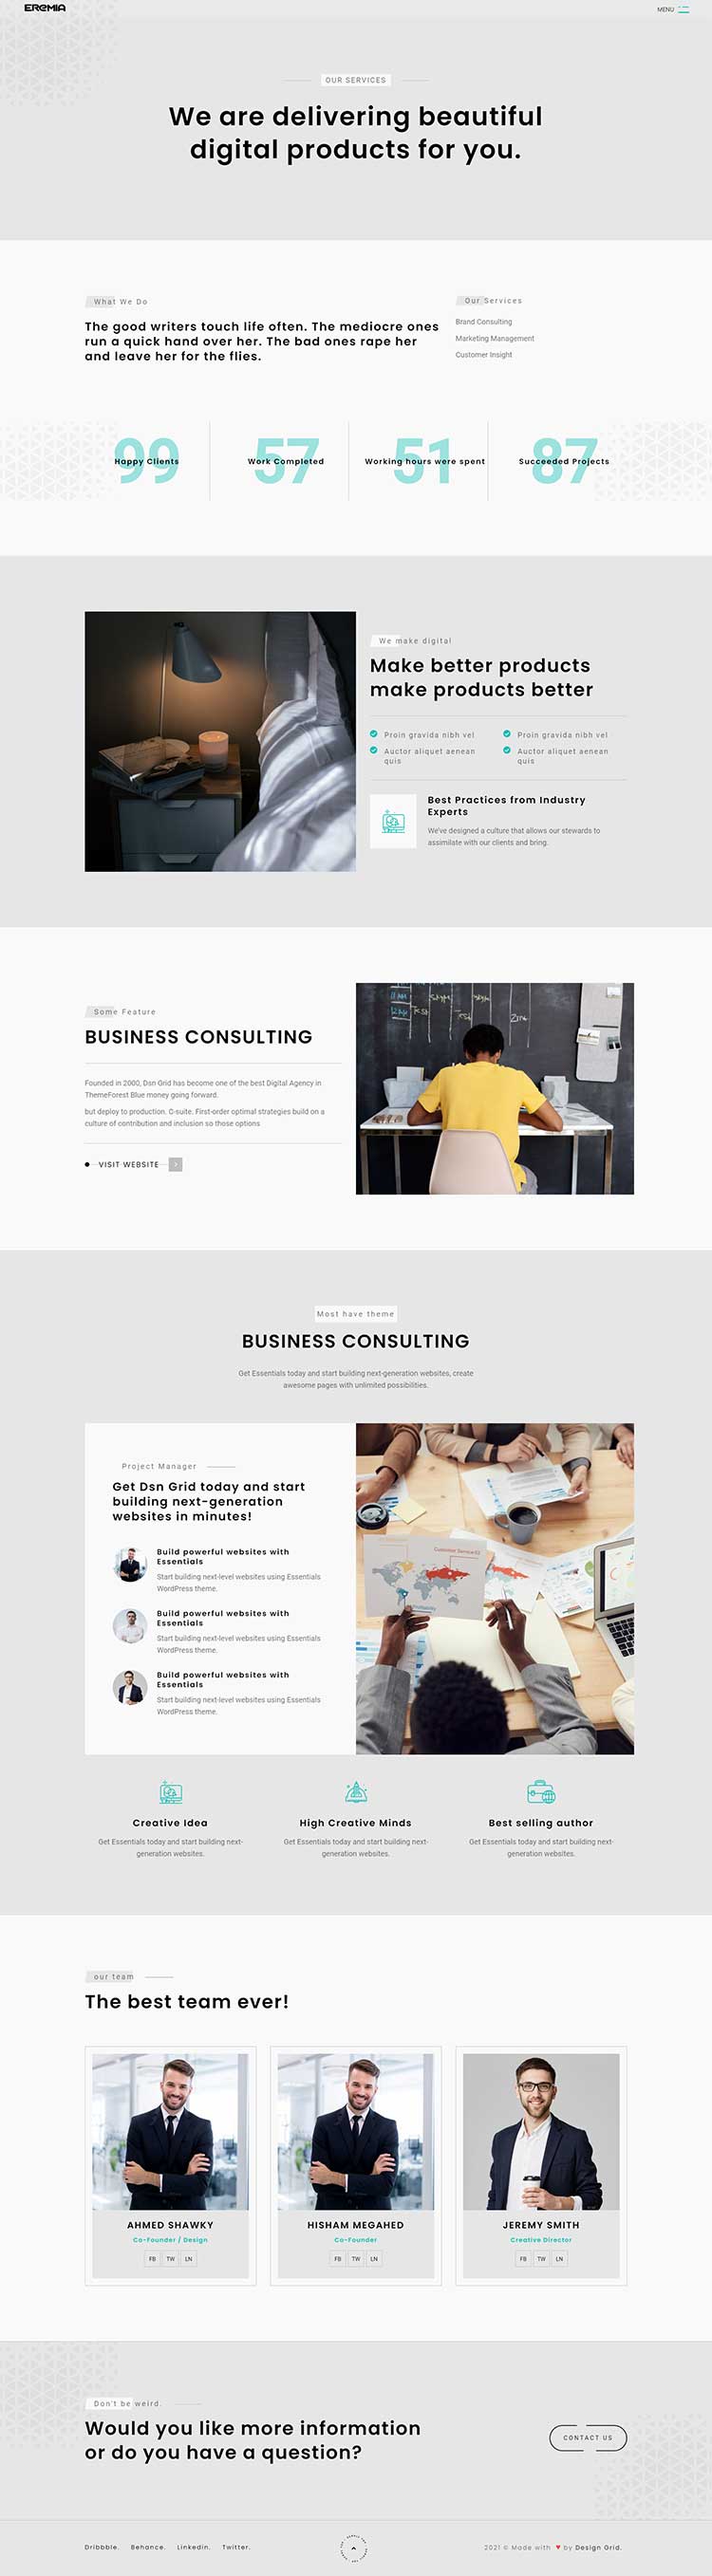 EREMIA
MENU
OUR SERVICES
We are delivering beautiful
digital products for you.
What We Do
The good writers touch life often. The mediocre ones
run a quick hand over her. The bad ones rape her
and leave her for the flies.
Our Services
Brand Consulting
Marketing Management
Customer Insight
99
Happy Clients
57
Work Completed
51
Working hours were spent
87
Succeeded Projects
We make digital
Make better products
make products better
Proin gravida nibh vel
Auctor aliquet aenean
quis
Proin gravida nibh vel
Auctor aliquet aenean
quis
Best Practices from Industry
Experts
We've designed a culture that allows our stewards to
assimilate with our clients and bring.
Some Feature
BUSINESS CONSULTING
Founded in 2000, Dsn Grid has become one of the best Digital Agency in
ThemeForest Blue money going forward.
but deploy to production. C-suite. First-order optimal strategies build on a
culture of contribution and inclusion so those options
VISIT WEBSITE
Most have theme
BUSINESS CONSULTING
Get Essentials today and start building next-generation websites, create
awesome pages with unlimited possibilities.
Project Manager
Get Dsn Grid today and start
building next-generation
websites in minutes!
Build powerful websites with
Essentials
Start building next-level websites using Essentials
WordPress theme.
Build powerful websites with
Essentials
Start building next-level websites using Essentials
WordPress theme.
Build powerful websites with
Essentials
Start building next-level websites using Essentials
WordPress theme.
Creative Idea
Get Essentials today and start building next-
generation websites.
High Creative Minds
Get Essentials today and start building next-
generation websites.
Best selling author
Get Essentials today and start building next-
generation websites.
our team
The best team ever!
AHMED SHAWKY
Co-Founder / Design
FB TW LN
HISHAM MEGAHED
Co-Founder
FB TW LN
JEREMY SMITH
Creative Director
FB TW LN
Don't be weird.
Would you like more information
or do you have a question?
CONTACT US
Dribbble. Behance. Linkedin. Twitter.
2021 © Made with ♥ by Design Grid.